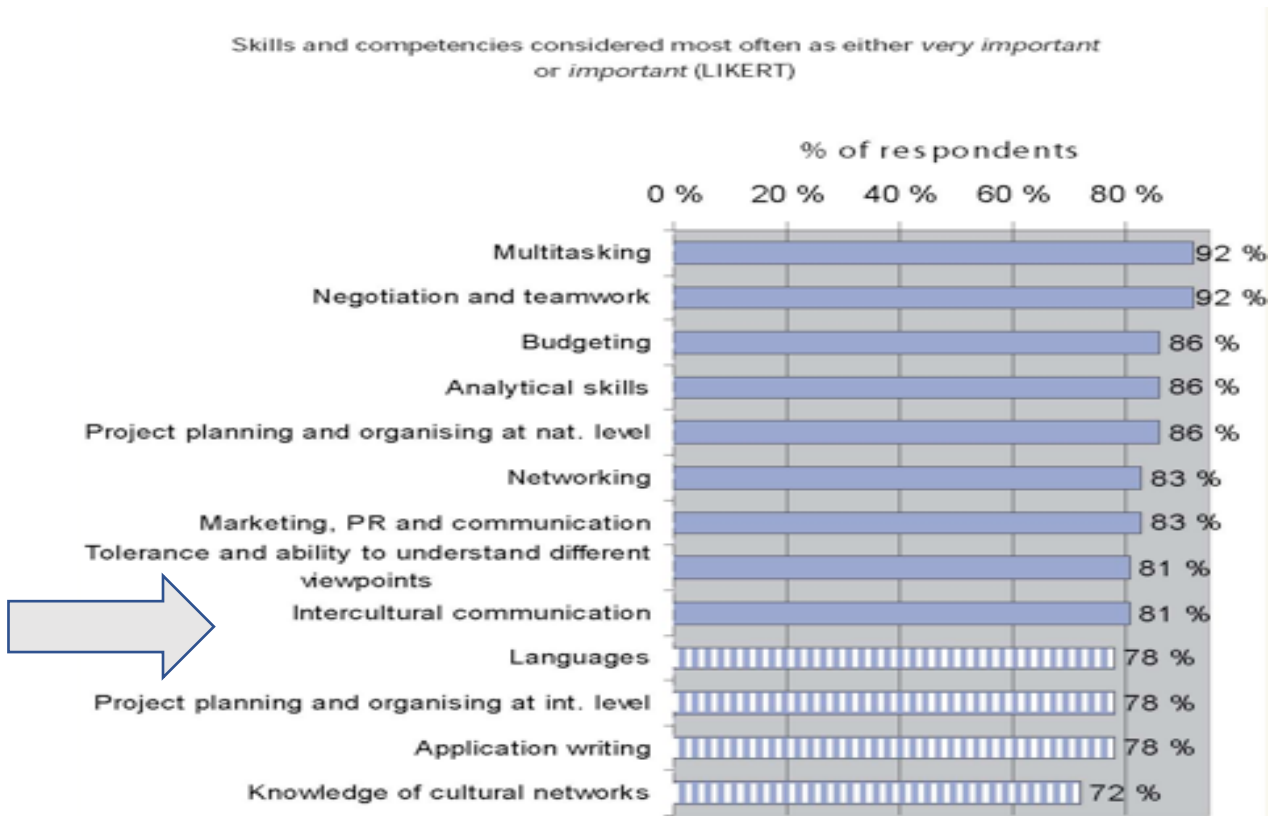 Skills and competencies considered most often as either very important
or important (LIKERT)
% of respondents
0 % 20 % 40 % 60 % 80 %
Multitasking 92 %
Negotiation and teamwork 92 %
Budgeting 86 %
Analytical skills 86 %
Project planning and organising at nat. level 86 %
Networking 83 %
Marketing, PR and communication 83 %
Tolerance and ability to understand different
viewpoints 81 %
Intercultural communication 81 %
Languages 78 %
Project planning and organising at int. level 78 %
Application writing 78 %
Knowledge of cultural networks 72 %